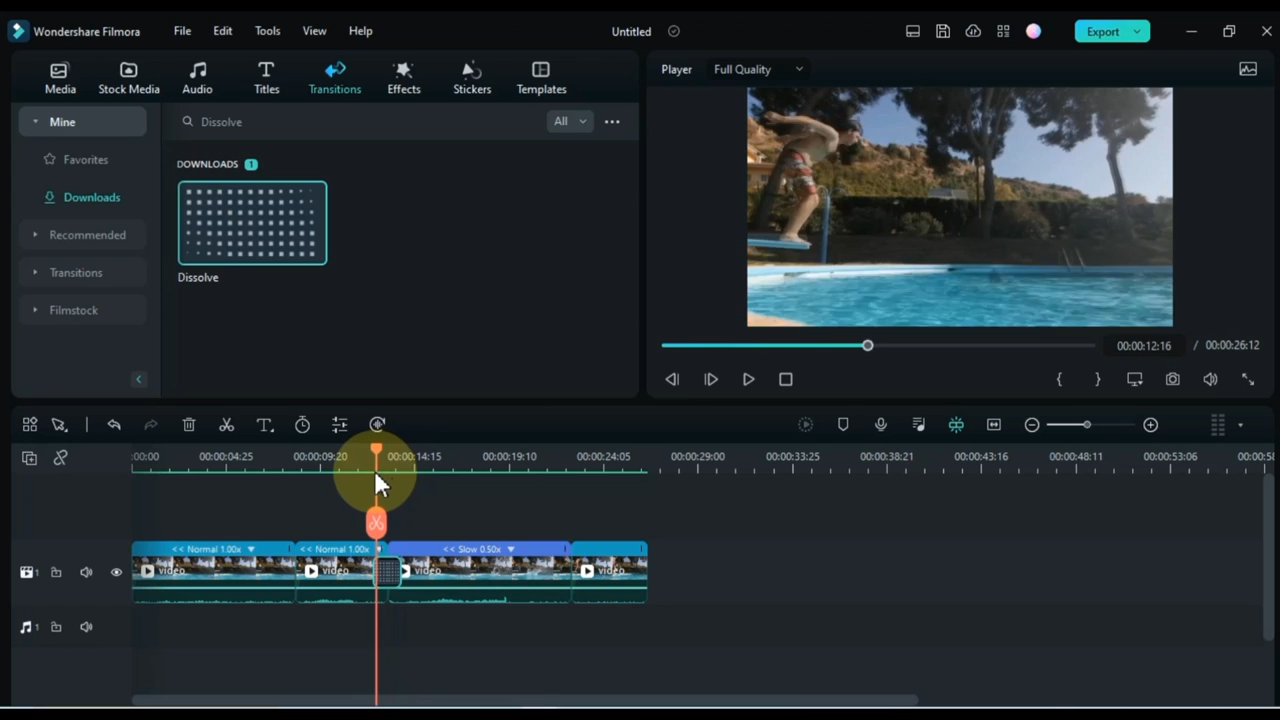 Wondershare Filmora File Edit Tools View Help Untitled Export
Media Stock Media Audio Titles Transitions Effects Stickers Templates
Player Full Quality
Mine
Favorites
Downloads
Recommended
Transitions
Filmstock
Dissolve All
DOWNLOADS 1
Dissolve
00:00:12:16 / 00:00:26:12
:00:00 00:00:04:25 00:00:09:20 00:00:14:15 00:00:19:10 00:00:24:05 00:00:29:00 00:00:33:25 00:00:38:21 00:00:43:16 00:00:48:11 00:00:53:06 00:00:58
<< Normal 1.00x << Normal 1.00x << Slow 0.50x
1 video video video video
1